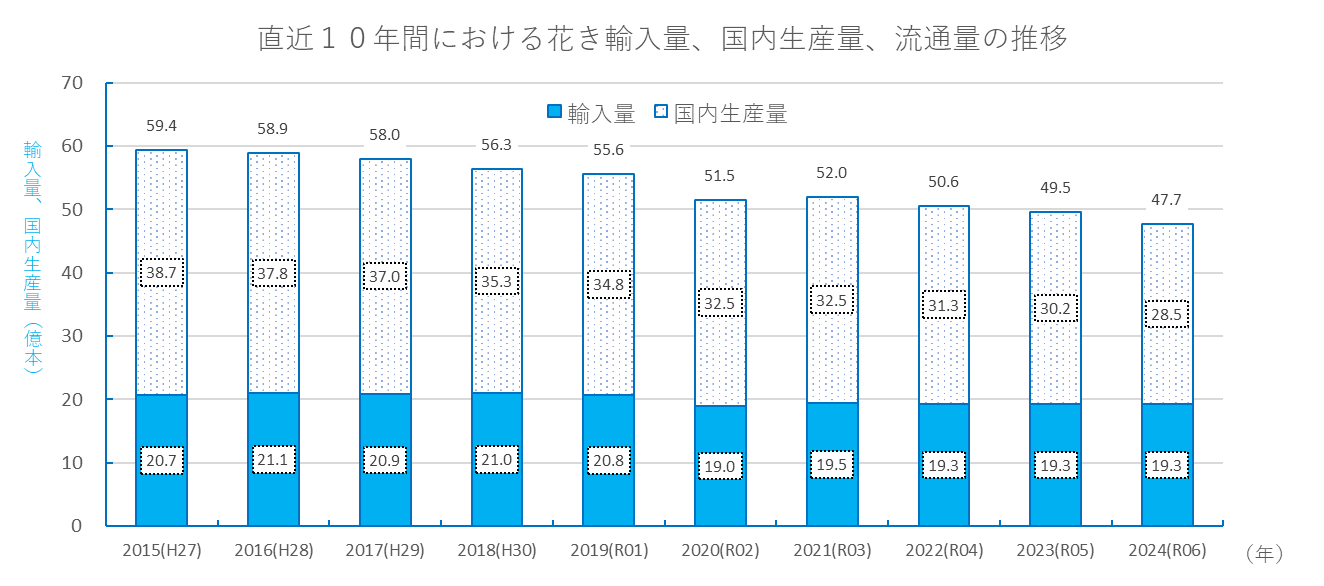 直近１０年間における花き輸入量、国内生産量、流通量の推移
輸入量、国内生産量（億本）
70
60
50
40
30
20
10
0
輸入量 国内生産量
59.4 58.9 58.0 56.3 55.6 51.5 52.0 50.6 49.5 47.7
38.7 37.8 37.0 35.3 34.8 32.5 32.5 31.3 30.2 28.5
20.7 21.1 20.9 21.0 20.8 19.0 19.5 19.3 19.3 19.3
2015(H27) 2016(H28) 2017(H29) 2018(H30) 2019(R01) 2020(R02) 2021(R03) 2022(R04) 2023(R05) 2024(R06) （年）